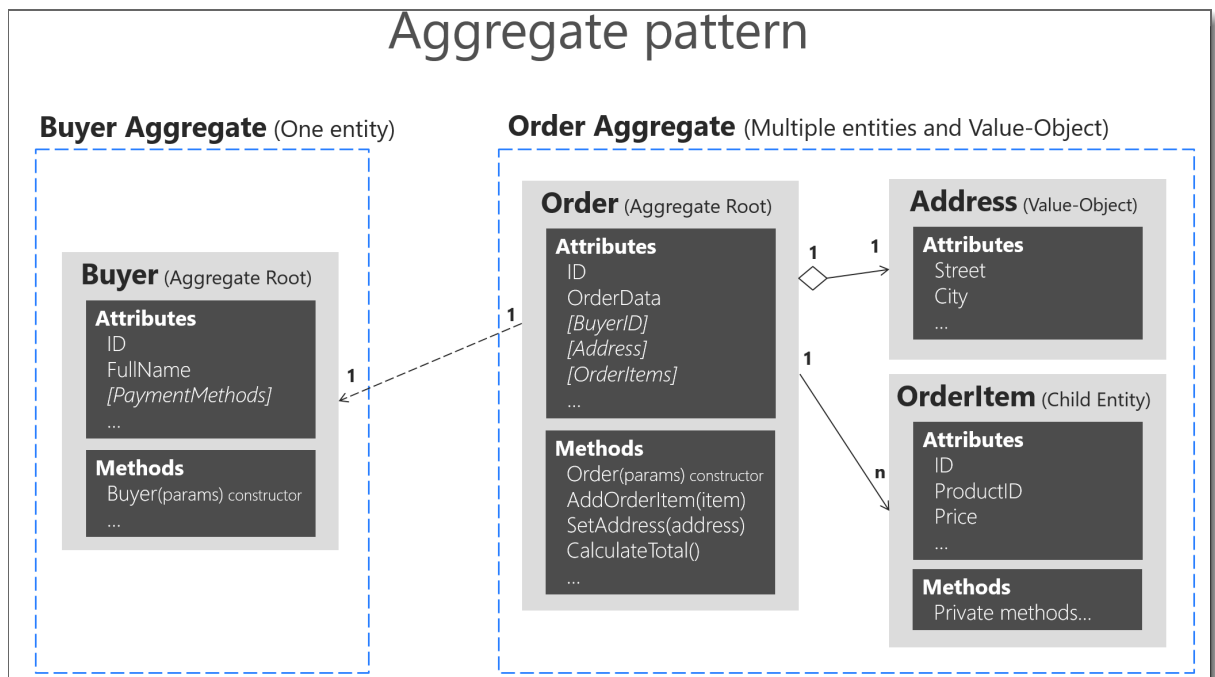 Aggregate pattern
Buyer Aggregate (One entity)
Buyer (Aggregate Root)
Attributes
ID
FullName
[PaymentMethods]
...
Methods
Buyer(params) constructor
...
1
1
Order Aggregate (Multiple entities and Value-Object)
Order (Aggregate Root)
Attributes
ID
OrderData
[BuyerID]
[Address]
[OrderItems]
...
Methods
Order(params) constructor
AddOrderItem(item)
SetAddress(address)
CalculateTotal()
...
1
1
Address (Value-Object)
Attributes
Street
City
...
1
n
OrderItem (Child Entity)
Attributes
ID
ProductID
Price
...
Methods
Private methods...